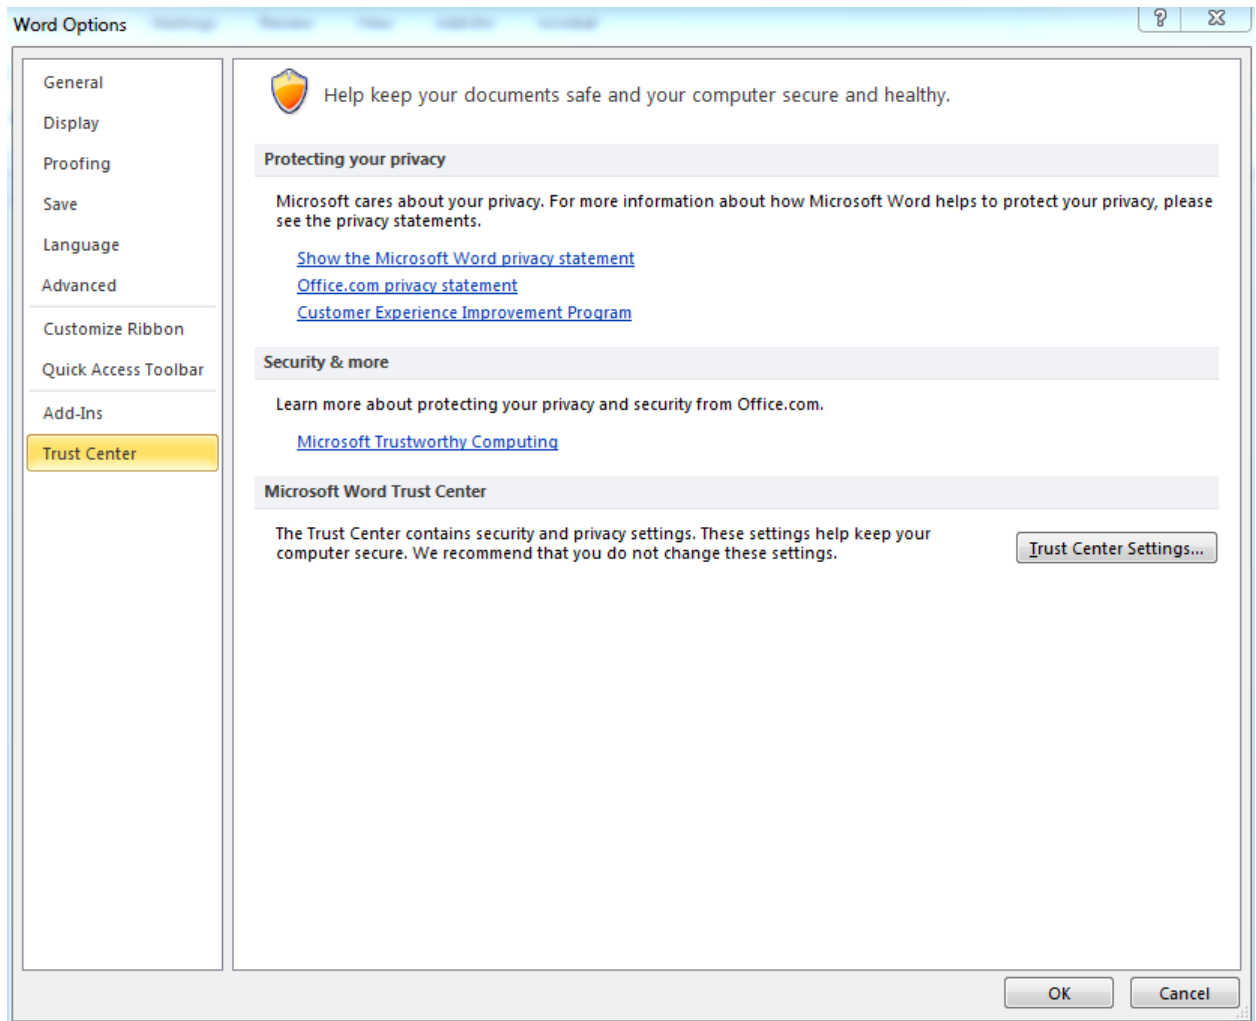 Word Options
General
Display
Proofing
Save
Language
Advanced
Customize Ribbon
Quick Access Toolbar
Add-Ins
Trust Center
Help keep your documents safe and your computer secure and healthy.
Protecting your privacy
Microsoft cares about your privacy. For more information about how Microsoft Word helps to protect your privacy, please
see the privacy statements.
Show the Microsoft Word privacy statement
Office.com privacy statement
Customer Experience Improvement Program
Security & more
Learn more about protecting your privacy and security from Office.com.
Microsoft Trustworthy Computing
Microsoft Word Trust Center
The Trust Center contains security and privacy settings. These settings help keep your
computer secure. We recommend that you do not change these settings.
Trust Center Settings...
OK
Cancel